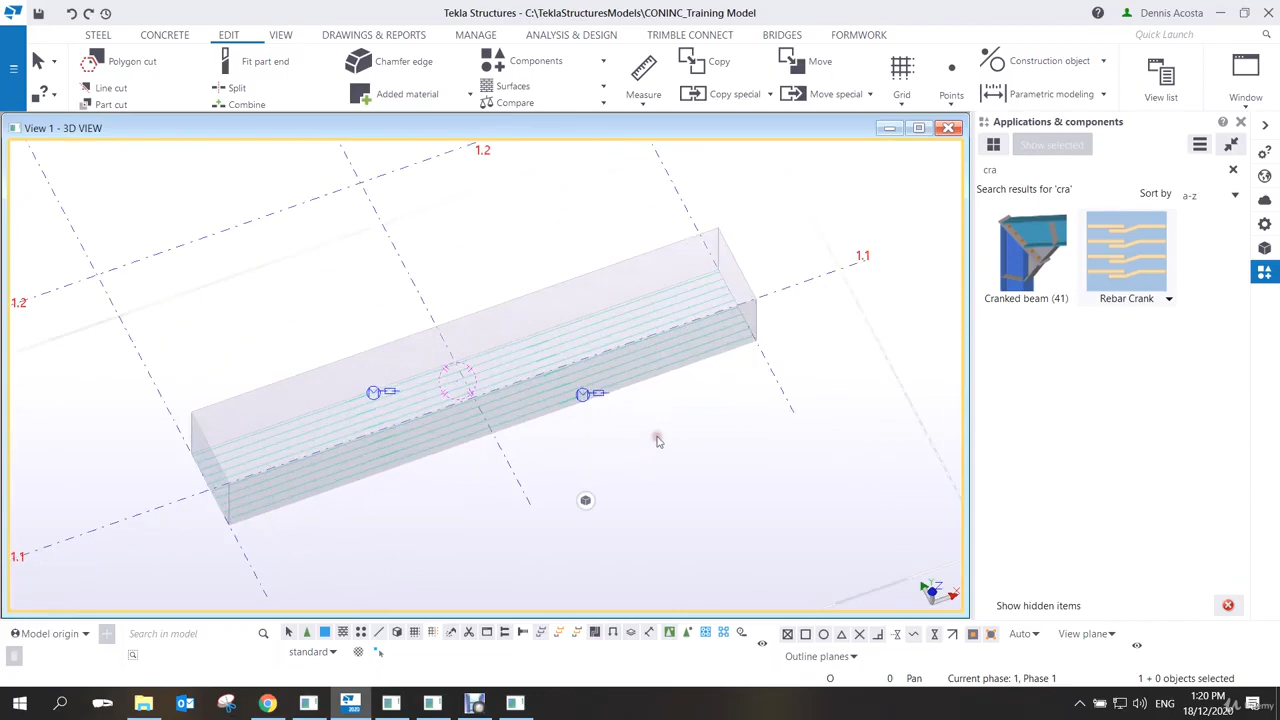 Tekla Structures - C:\TeklaStructuresModels\CONINC_Training Model
Dennis Acosta
STEEL CONCRETE EDIT VIEW DRAWINGS & REPORTS MANAGE ANALYSIS & DESIGN TRIMBLE CONNECT BRIDGES FORMWORK
Quick Launch
Polygon cut
Line cut
Part cut
Fit part end
Split
Combine
Chamfer edge
Added material
Components
Surfaces
Compare
Measure
Copy
Copy special
Move
Move special
Grid
Points
Construction object
Parametric modeling
View list
Window
View 1 - 3D VIEW
Applications & components
Show selected
cra
Search results for 'cra'
Sort by a-z
Cranked beam (41)
Rebar Crank
1.2
1.1
1.2
1.1
Y Z X
Show hidden items
Model origin
Search in model
standard
Auto
View plane
Outline planes
O 0 Pan Current phase: 1, Phase 1 1 + 0 objects selected
ENG
1:20 PM
18/12/2020
Udemy